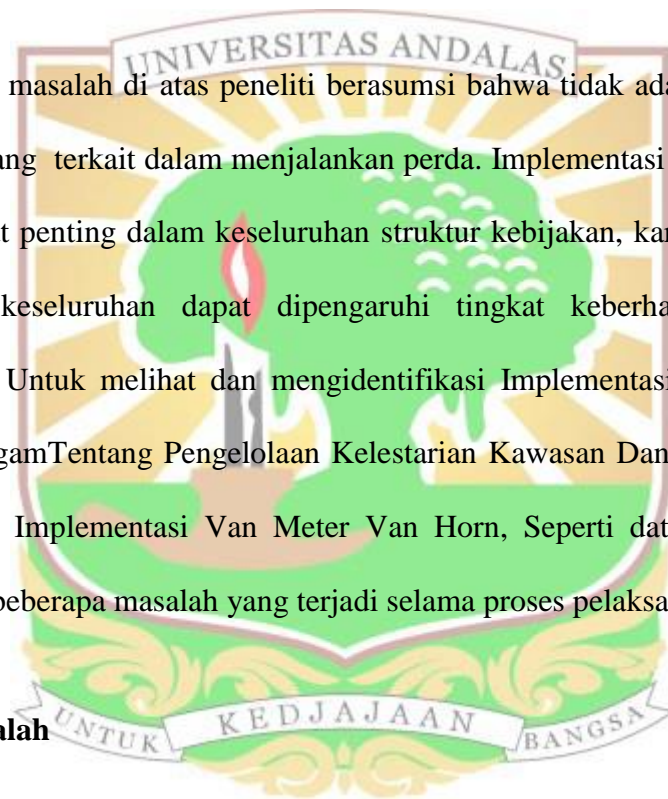 UNIVERSITAS ANDALAS
masalah di atas peneliti berasumsi bahwa tidak ada
ang terkait dalam menjalankan perda. Implementasi
t penting dalam keseluruhan struktur kebijakan, kar
keseluruhan dapat dipengaruhi tingkat keberha
Untuk melihat dan mengidentifikasi Implementasi
gamTentang Pengelolaan Kelestarian Kawasan Dan
Implementasi Van Meter Van Horn, Seperti dat
beberapa masalah yang terjadi selama proses pelaksa
alah
UNTUK KEDJAJAAN BANGSA